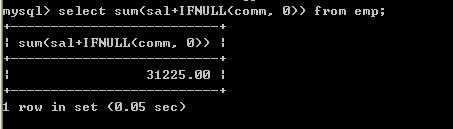 mysql> select sum(sal+IFNULL(comm, 0)) from emp;
+--------------------------+
| sum(sal+IFNULL(comm, 0)) |
+--------------------------+
|                 31225.00 |
+--------------------------+
1 row in set (0.05 sec)